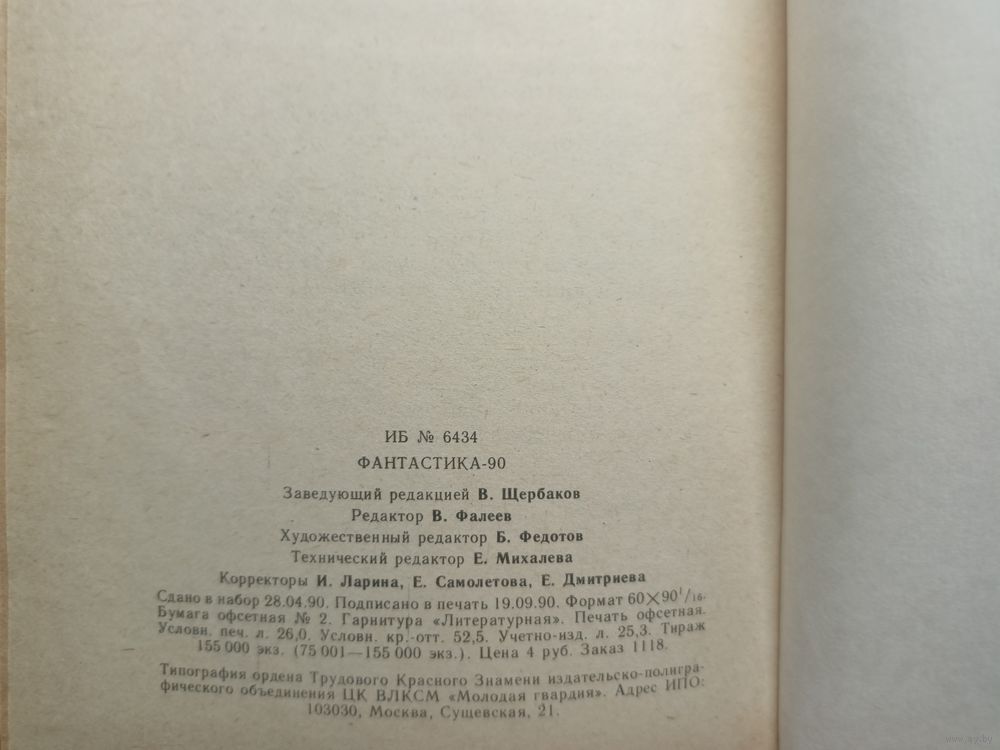 ИБ № 6434
ФАНТАСТИКА-90
Заведующий редакцией В. Щербаков
Редактор В. Фалеев
Художественный редактор Б. Федотов
Технический редактор Е. Михалева
Корректоры И. Ларина, Е. Самолетова, Е. Дмитриева
Сдано в набор 28.04.90. Подписано в печать 19.09.90. Формат 60×90¹/₁₆.
Бумага офсетная № 2. Гарнитура «Литературная». Печать офсетная.
Условн. печ. л. 26,0. Условн. кр.-отт. 52,5. Учетно-изд. л. 25,3. Тираж
155 000 экз. (75 001—155 000 экз.). Цена 4 руб. Заказ 1118.
Типография ордена Трудового Красного Знамени издательско-полигра-
фического объединения ЦК ВЛКСМ «Молодая гвардия». Адрес ИПО:
103030, Москва, Сущевская, 21.
www.ay.by